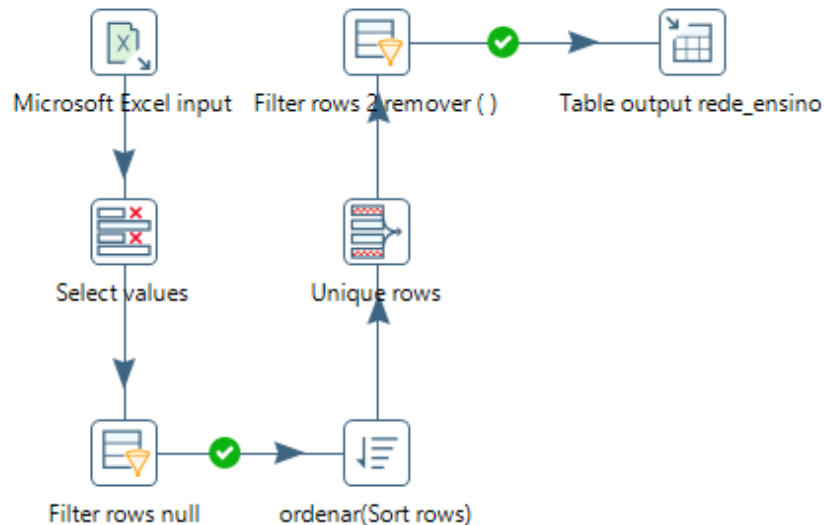 Microsoft Excel input
Filter rows 2 remover ( )
Table output rede_ensino
Select values
Unique rows
Filter rows null
ordenar(Sort rows)